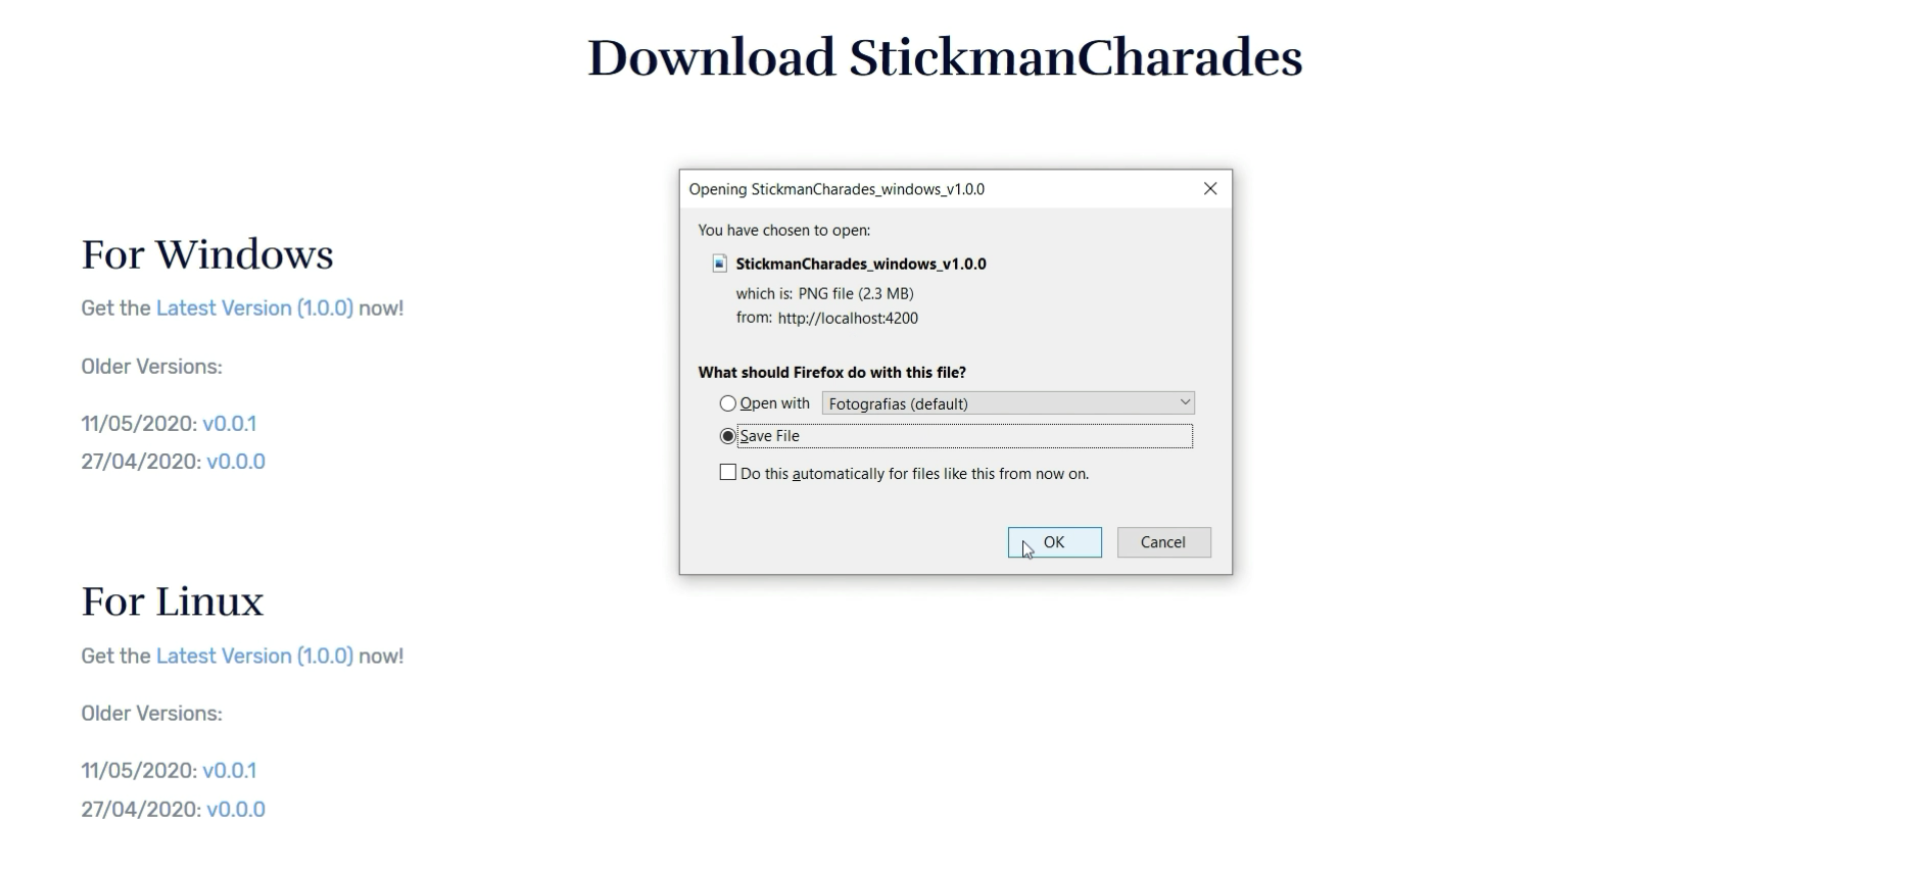 Download StickmanCharades
For Windows
Get the Latest Version (1.0.0) now!
Older Versions:
11/05/2020: v0.0.1
27/04/2020: v0.0.0
For Linux
Get the Latest Version (1.0.0) now!
Older Versions:
11/05/2020: v0.0.1
27/04/2020: v0.0.0
Opening StickmanCharades_windows_v1.0.0
You have chosen to open:
StickmanCharades_windows_v1.0.0
which is: PNG file (2.3 MB)
from: http://localhost:4200
What should Firefox do with this file?
Open with Fotografias (default)
Save File
Do this automatically for files like this from now on.
OK Cancel